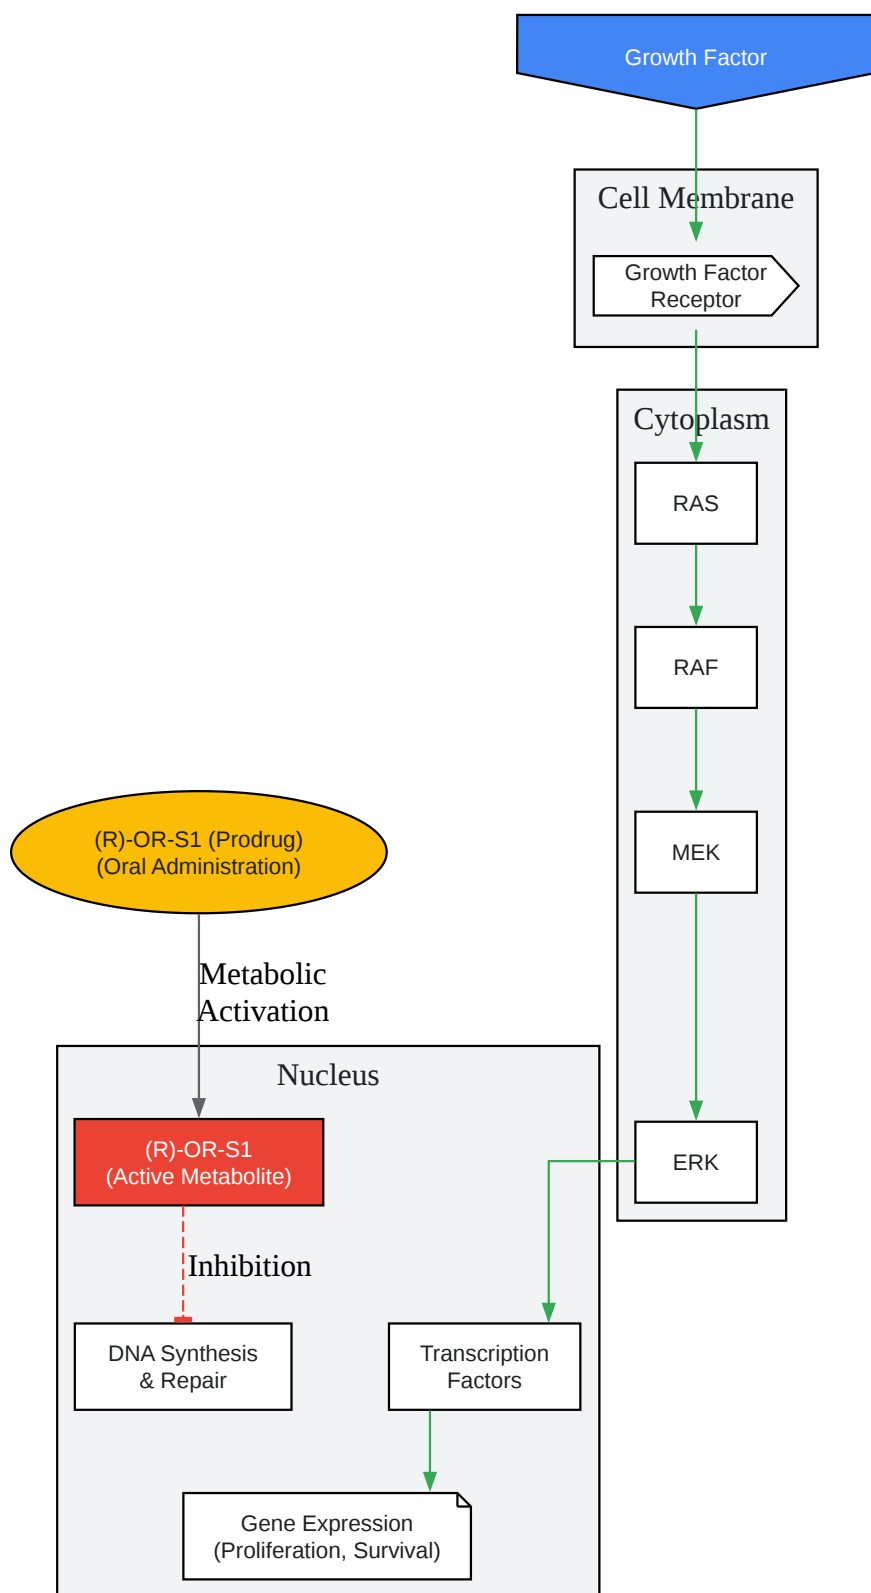 Growth Factor
Cell Membrane
Growth Factor
Receptor
Cytoplasm
RAS
RAF
MEK
(R)-OR-S1 (Prodrug)
(Oral Administration)
Metabolic
Activation
Nucleus
(R)-OR-S1
(Active Metabolite)
ERK
Inhibition
DNA Synthesis
& Repair
Transcription
Factors
Gene Expression
(Proliferation, Survival)